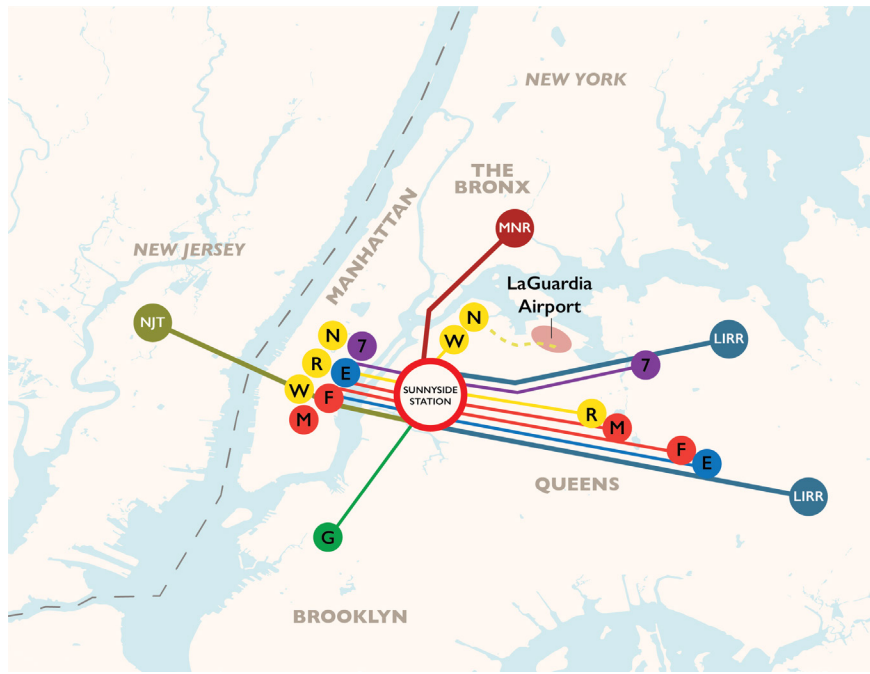 NEW YORK
THE
BRONX
MANHATTAN
NEW JERSEY
MNR
LaGuardia
Airport
NJT
N
W
N
7
R
E
W
F
M
SUNNYSIDE
STATION
LIRR
7
R
M
F
E
LIRR
QUEENS
G
BROOKLYN